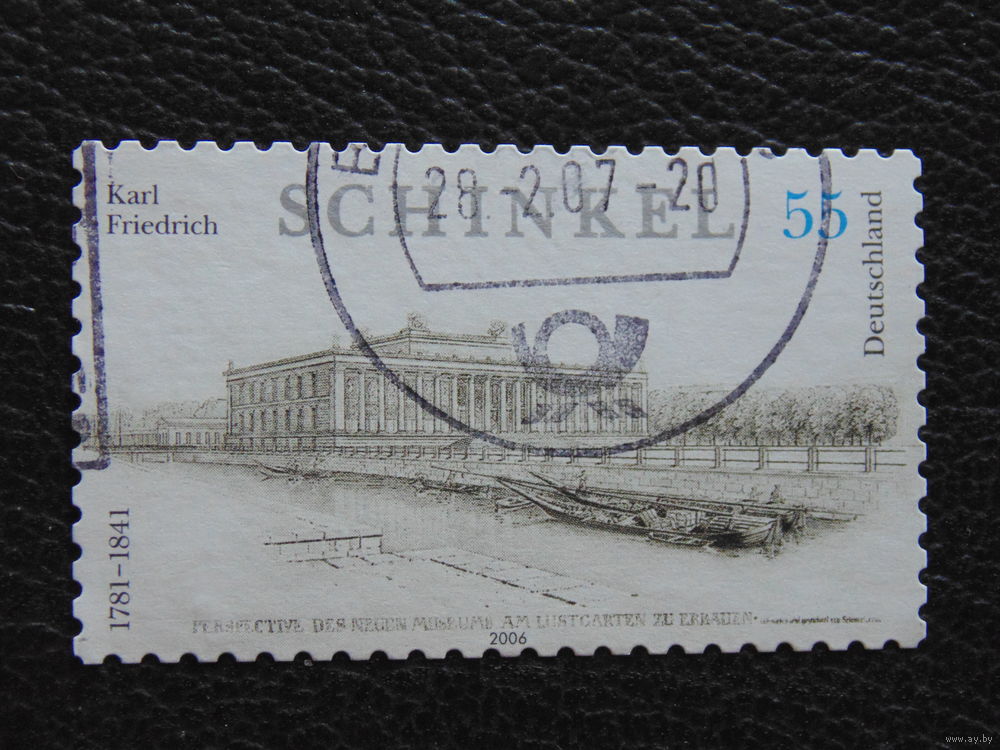 Karl
Friedrich
SCHINKEL
55
Deutschland
E
28.-2.07-20
1781–1841
PERSPECTIVE DES NEUEN MUSEUMS AM LUSTGARTEN ZU ERBAUEN.
2006
www.ay.by